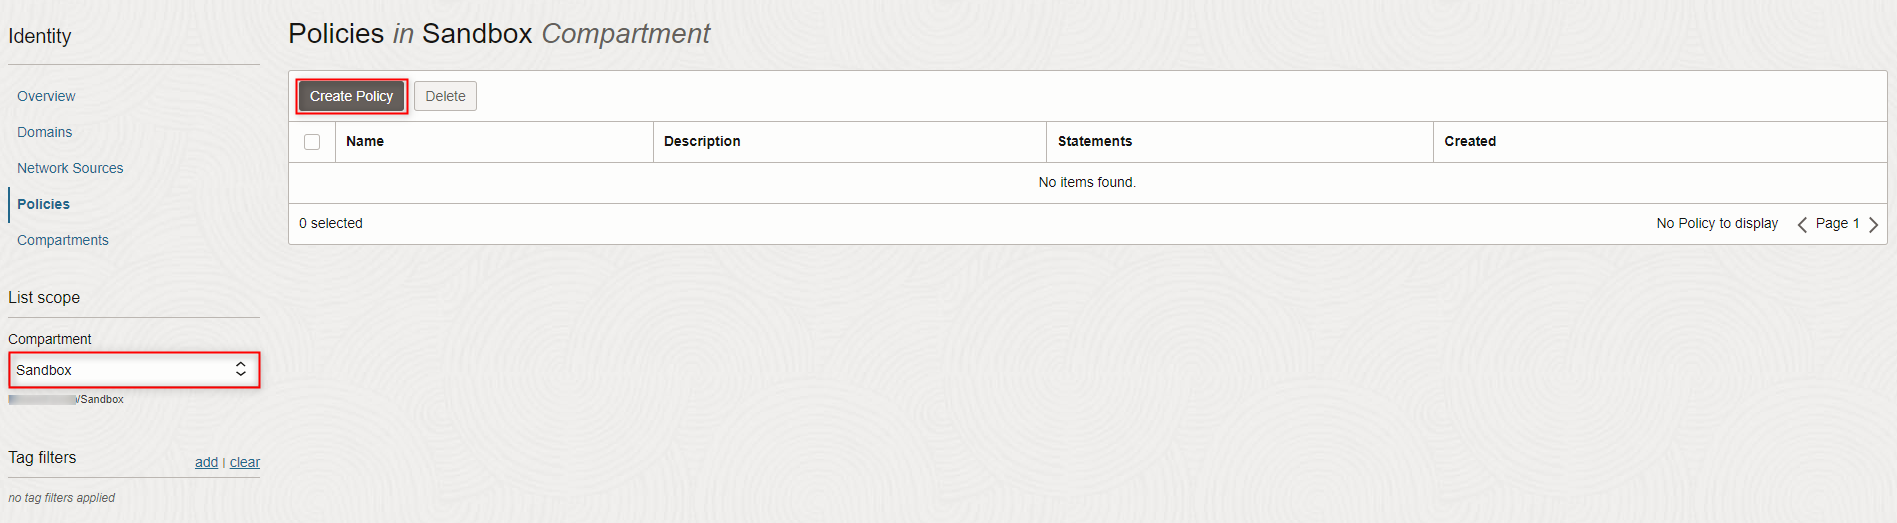 Identity
Overview
Domains
Network Sources
Policies
Compartments
List scope
Compartment
Sandbox
/Sandbox
Tag filters
add | clear
no tag filters applied
Policies in Sandbox Compartment
Create Policy
Delete
Name
Description
Statements
Created
No items found.
0 selected
No Policy to display
Page 1